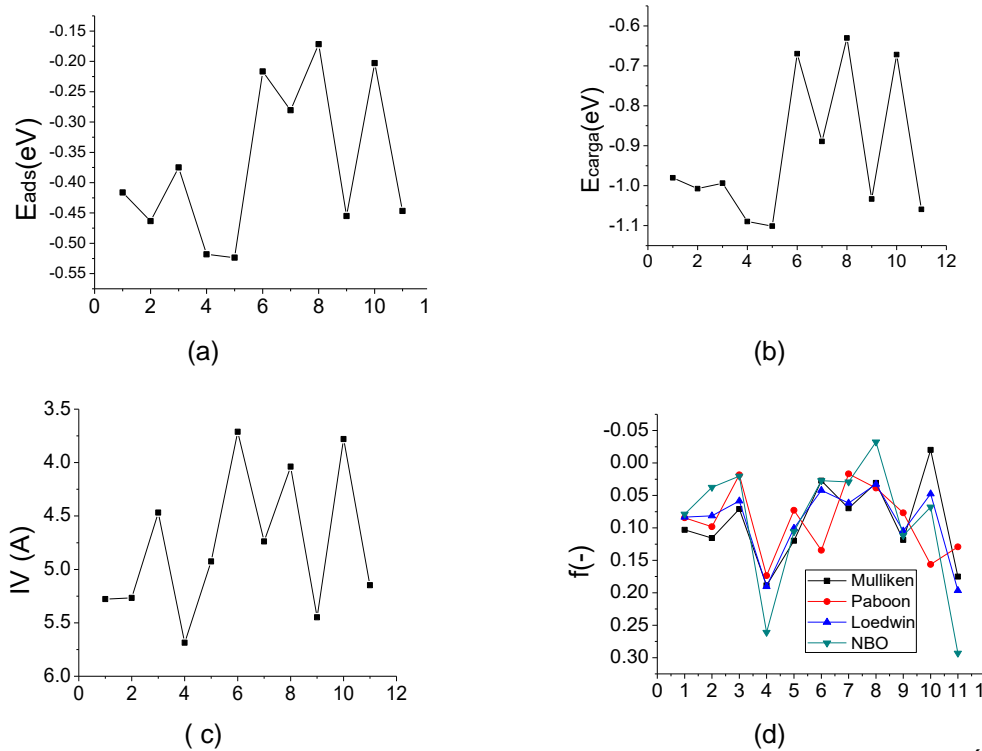 -0.15
-0.20
-0.25
-0.30
-0.35
-0.40
-0.45
-0.50
-0.55
Eads(eV)
0 2 4 6 8 10 1
(a)
-0.6
-0.7
-0.8
-0.9
-1.0
-1.1
Ecarga(eV)
0 2 4 6 8 10 12
(b)
3.5
4.0
4.5
5.0
5.5
6.0
IV (A)
0 2 4 6 8 10 12
( c)
-0.05
0.00
0.05
0.10
0.15
0.20
0.25
0.30
f(-)
Mulliken
Paboon
Loedwin
NBO
0 1 2 3 4 5 6 7 8 9 10 11 1
(d)